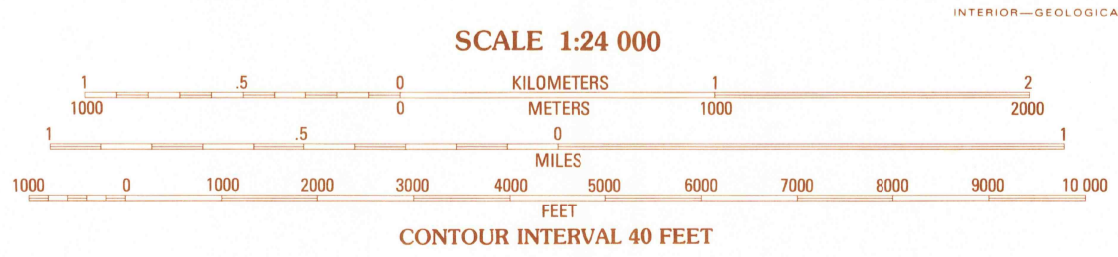 INTERIOR—GEOLOGICA
SCALE 1:24 000
1 .5 0 KILOMETERS 1 2
1000 0 METERS 1000 2000
1 .5 0 1
MILES
1000 0 1000 2000 3000 4000 5000 6000 7000 8000 9000 10 000
FEET
CONTOUR INTERVAL 40 FEET